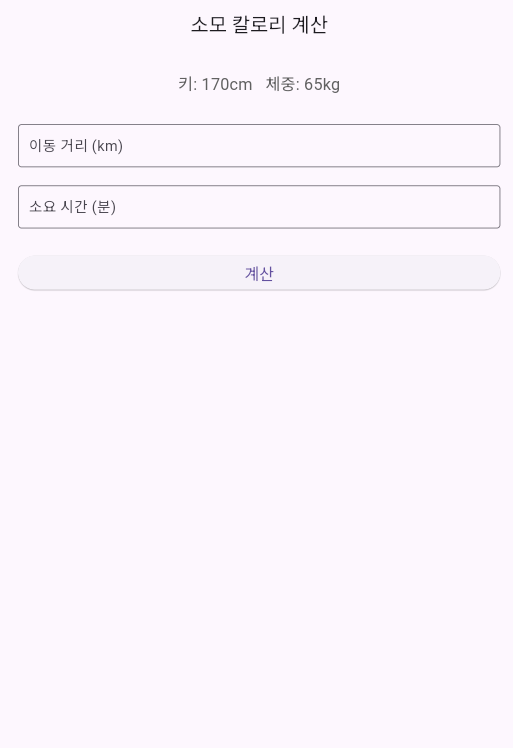 소모 칼로리 계산
키: 170cm 체중: 65kg
이동 거리 (km)
소요 시간 (분)
계산